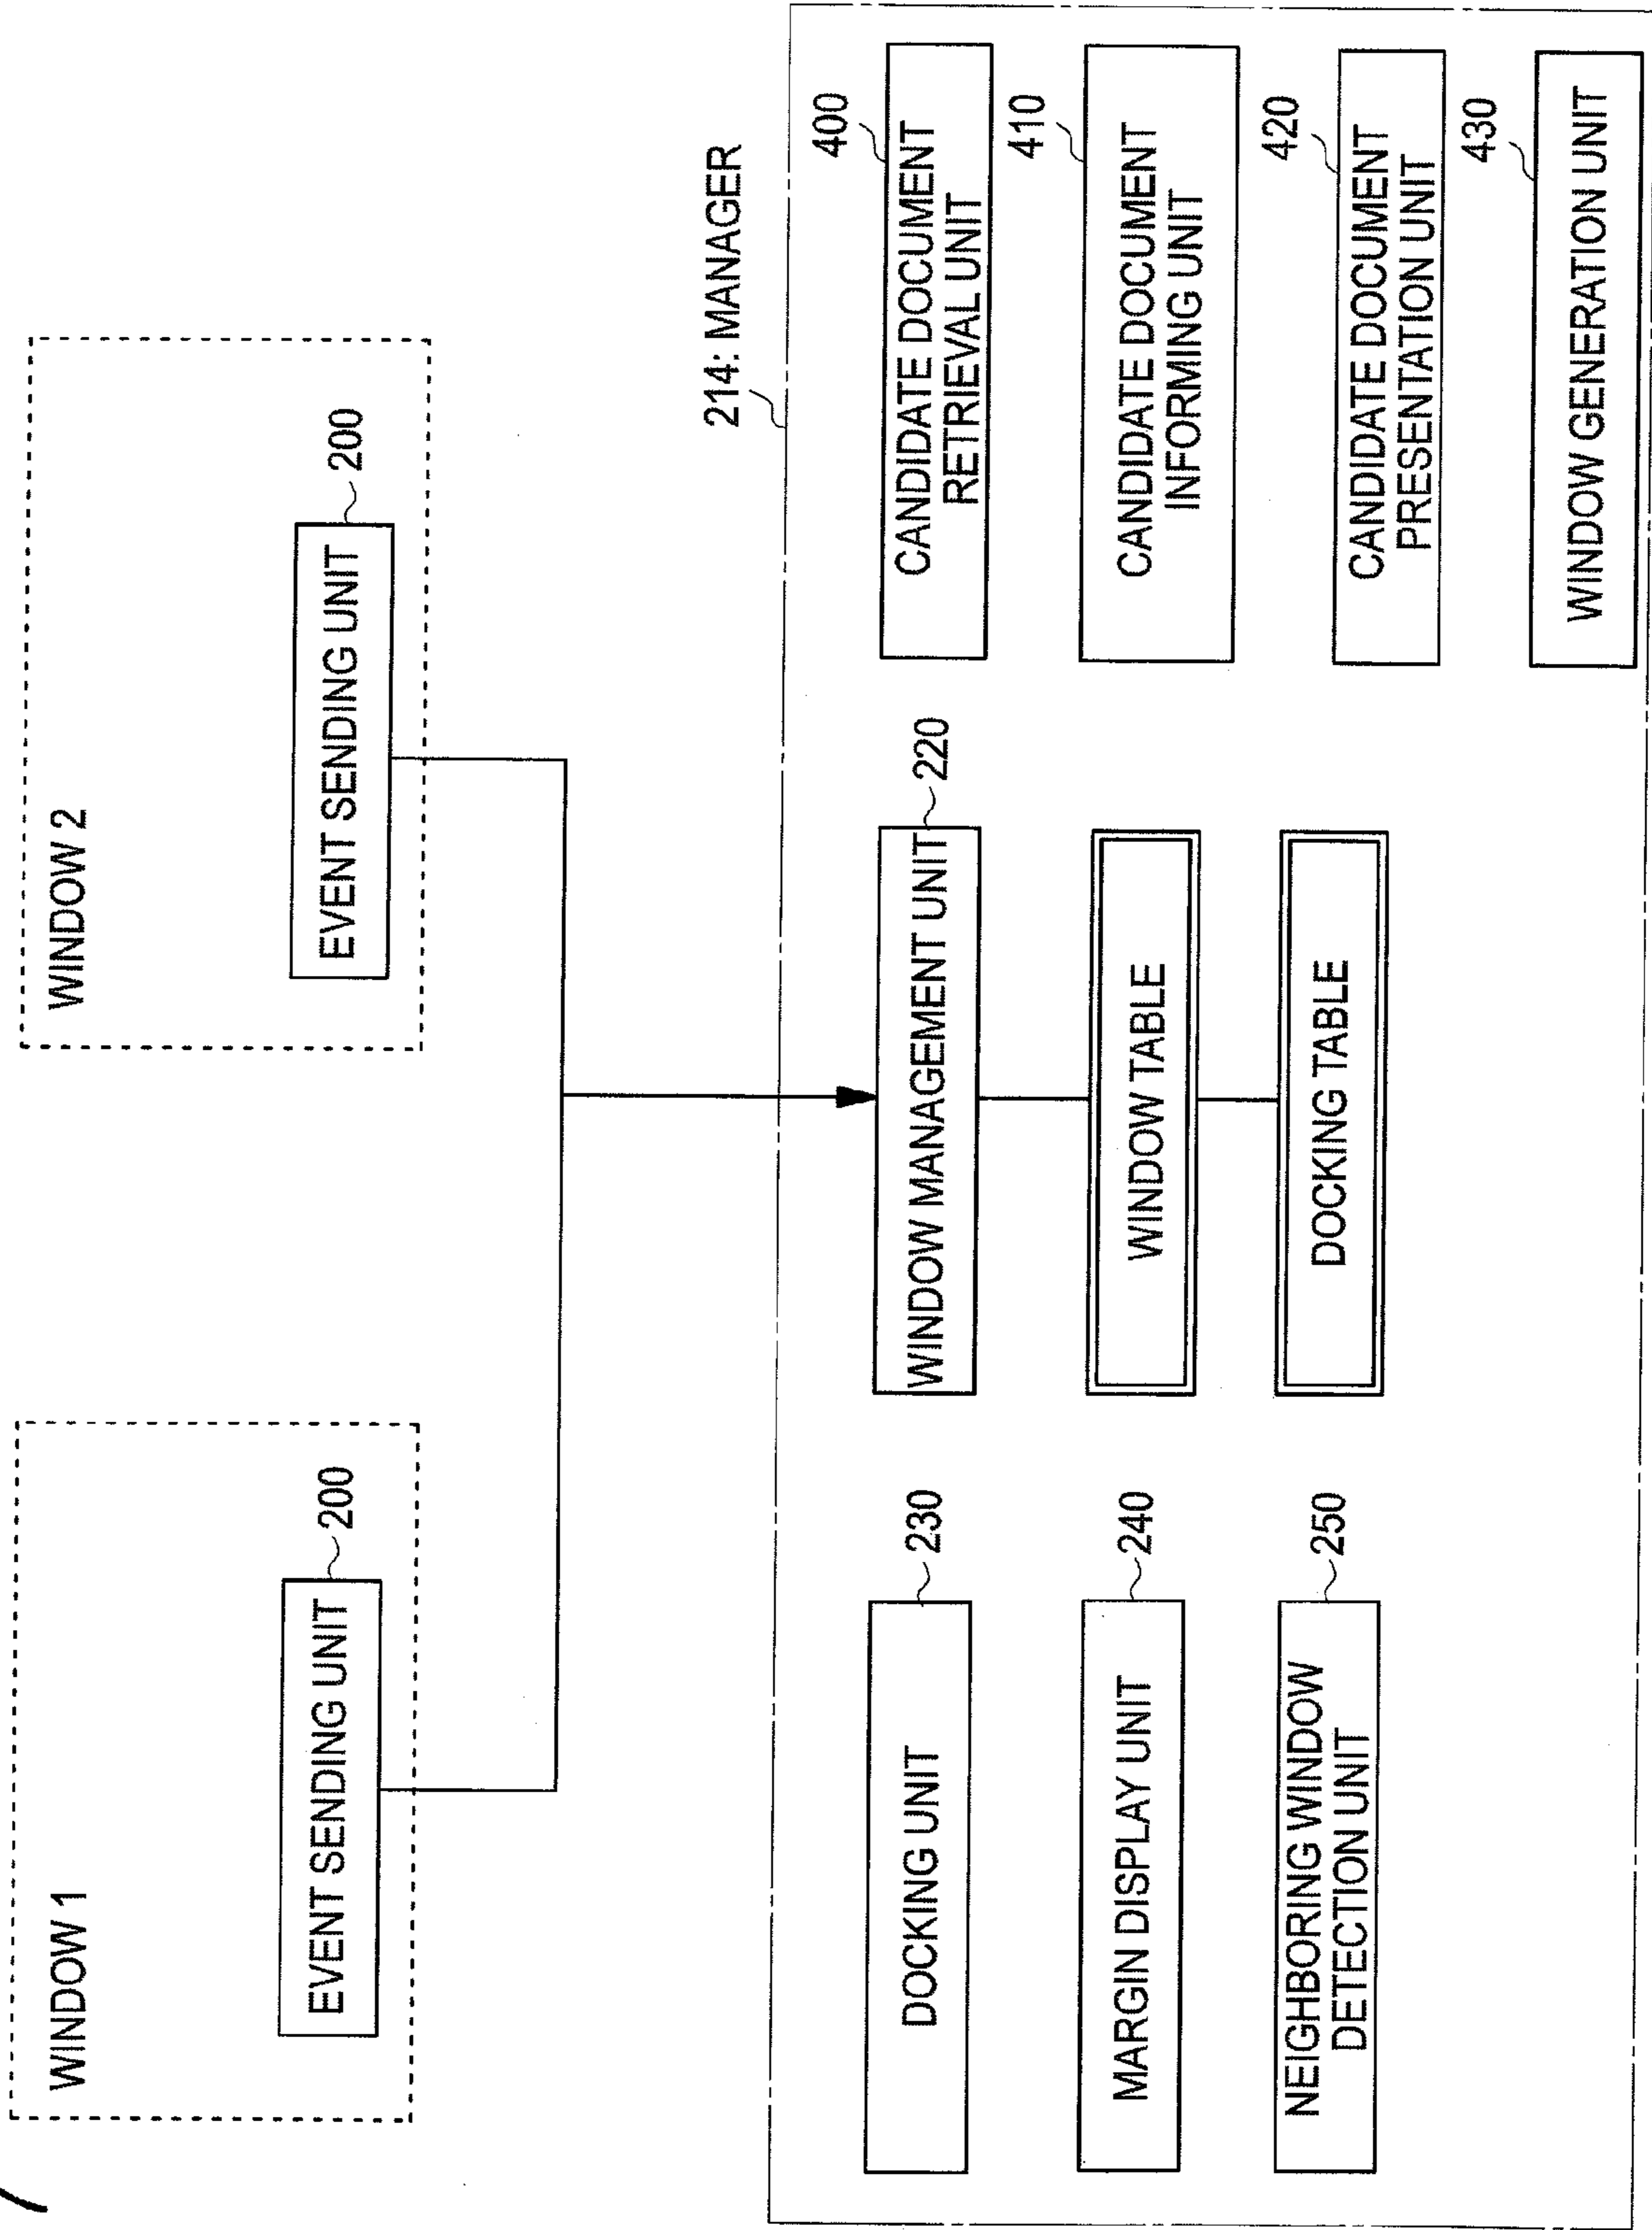 WINDOW 1
EVENT SENDING UNIT
200
WINDOW 2
EVENT SENDING UNIT
200
214: MANAGER
DOCKING UNIT
230
MARGIN DISPLAY UNIT
240
NEIGHBORING WINDOW
DETECTION UNIT
250
WINDOW MANAGEMENT UNIT
220
WINDOW TABLE
DOCKING TABLE
400
CANDIDATE DOCUMENT
RETRIEVAL UNIT
410
CANDIDATE DOCUMENT
INFORMING UNIT
420
CANDIDATE DOCUMENT
PRESENTATION UNIT
430
WINDOW GENERATION UNIT